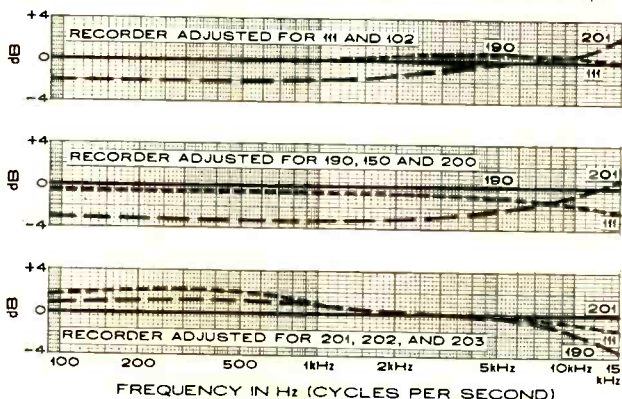 +4
RECORDER ADJUSTED FOR 111 AND 102
190
201
dB
0
111
-4
+4
RECORDER ADJUSTED FOR 190, 150 AND 200
190
201
dB
0
111
-4
+4
dB
0
201
RECORDER ADJUSTED FOR 201, 202, AND 203
111
190
-4
100 200 500 1kHz 2kHz 5kHz 10kHz 15 kHz
FREQUENCY IN Hz (CYCLES PER SECOND)